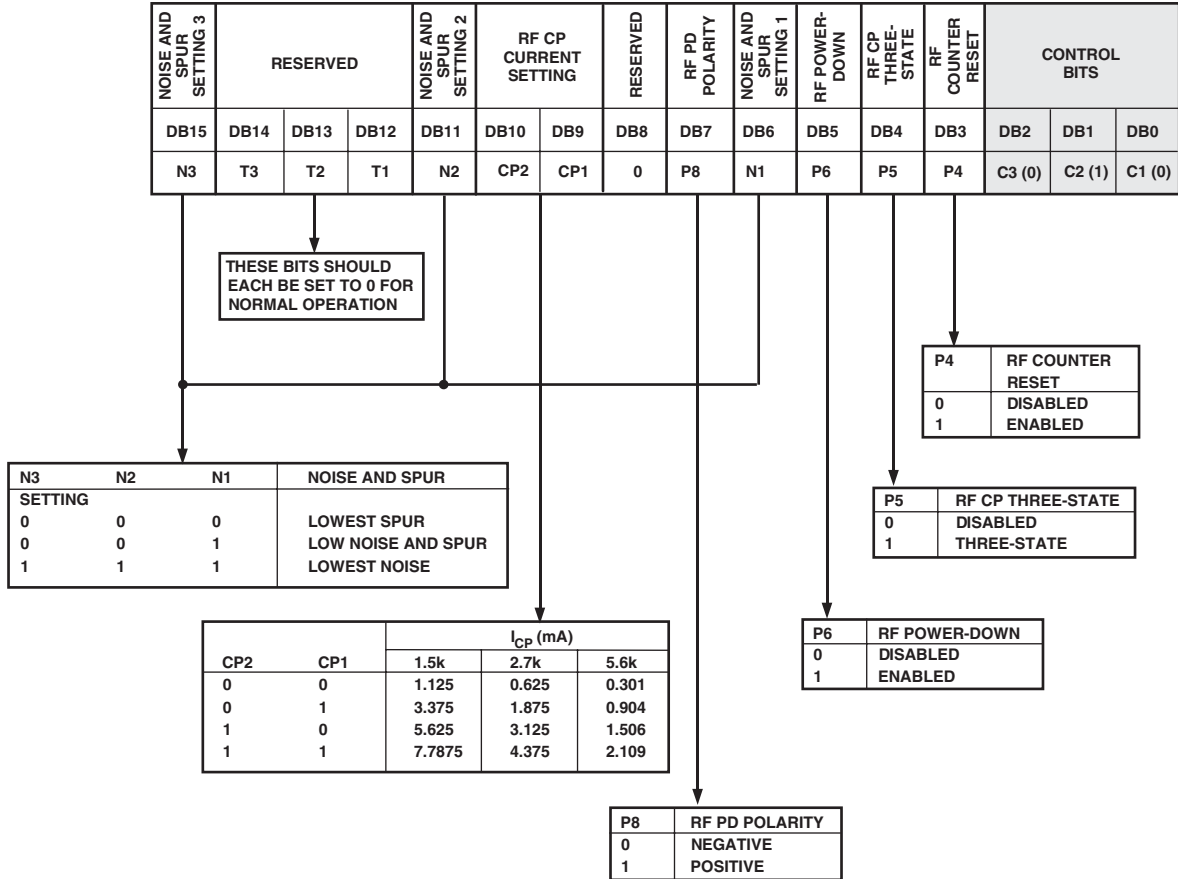 NOISE AND
SPUR
SETTING 3
RESERVED
NOISE AND
SPUR
SETTING 2
RF CP
CURRENT
SETTING
RESERVED
RF PD
POLARITY
NOISE AND
SPUR
SETTING 1
RF POWER-
DOWN
RF CP
THREE-
STATE
RF
COUNTER
RESET
CONTROL
BITS
DB15 DB14 DB13 DB12 DB11 DB10 DB9 DB8 DB7 DB6 DB5 DB4 DB3 DB2 DB1 DB0
N3 T3 T2 T1 N2 CP2 CP1 0 P8 N1 P6 P5 P4 C3 (0) C2 (1) C1 (0)
THESE BITS SHOULD
EACH BE SET TO 0 FOR
NORMAL OPERATION
P4 RF COUNTER
RESET
0 DISABLED
1 ENABLED
N3 N2 N1 NOISE AND SPUR
SETTING
0 0 0 LOWEST SPUR
0 0 1 LOW NOISE AND SPUR
1 1 1 LOWEST NOISE
P5 RF CP THREE-STATE
0 DISABLED
1 THREE-STATE
ICP (mA)
CP2 CP1 1.5k 2.7k 5.6k
0 0 1.125 0.625 0.301
0 1 3.375 1.875 0.904
1 0 5.625 3.125 1.506
1 1 7.7875 4.375 2.109
P6 RF POWER-DOWN
0 DISABLED
1 ENABLED
P8 RF PD POLARITY
0 NEGATIVE
1 POSITIVE